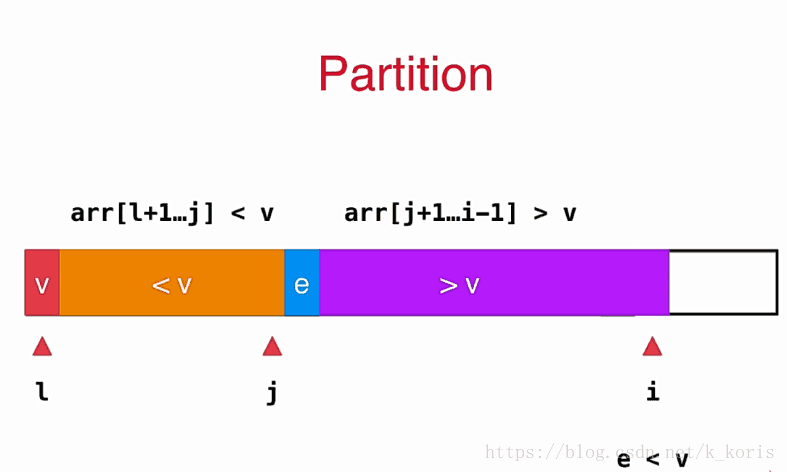 Partition
arr[l+1…j] < v arr[j+1…i-1] > v
v < v e > v
l j i
https://blog.csdn.net/k_koris
e < v